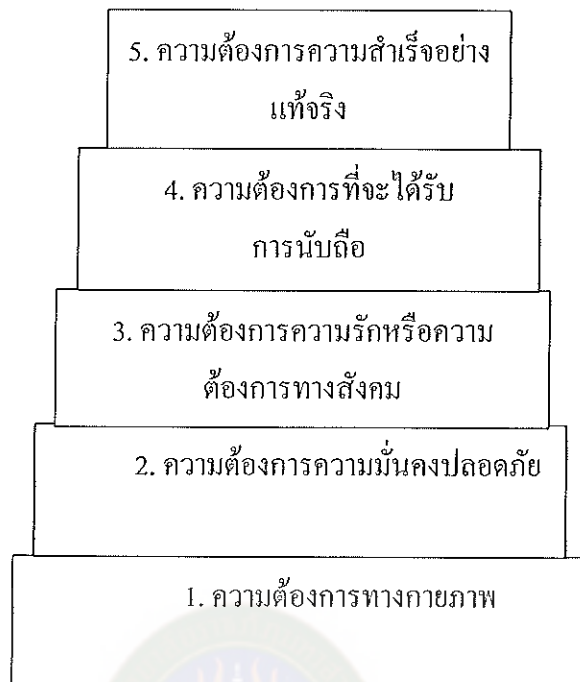 5. ความต้องการความสำเร็จอย่าง
แท้จริง
4. ความต้องการที่จะได้รับ
การนับถือ
3. ความต้องการความรักหรือความ
ต้องการทางสังคม
2. ความต้องการความมั่นคงปลอดภัย
1. ความต้องการทางกายภาพ